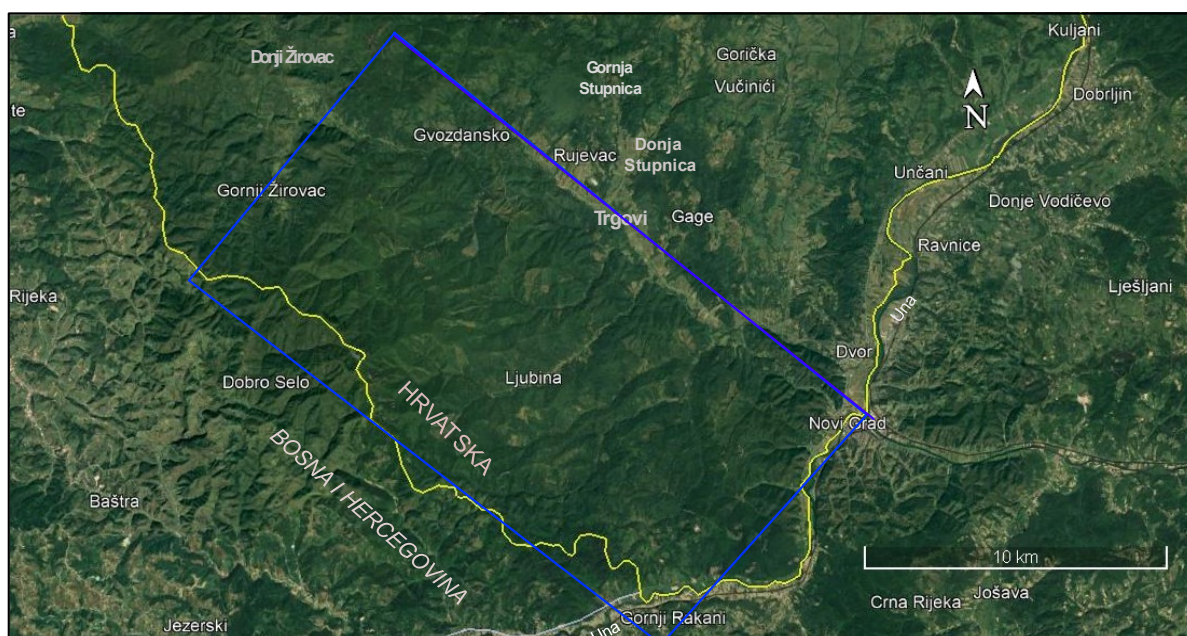 a
Kuljani
Donji Žirovac
Gorička
Gornja
Stupnica
Vučinići
Dobrljin
N
te
Gvozdansko
Rujevac
Donja
Stupnica
Unčani
Gornji Žirovac
Donje Vodičevo
Trgovi
Gage
Ravnice
Rijeka
Lješljani
Una
Dvor
Dobro Selo
Ljubina
HRVATSKA
Novi Grad
BOSNA I HERCEGOVINA
Baštra
10 km
Jošava
Crna Rijeka
Gornji Rakani
Jezerski
Una